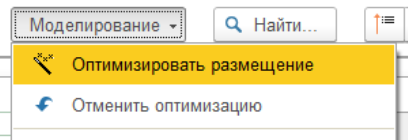 Моделирование Найти...
Оптимизировать размещение
Отменить оптимизацию